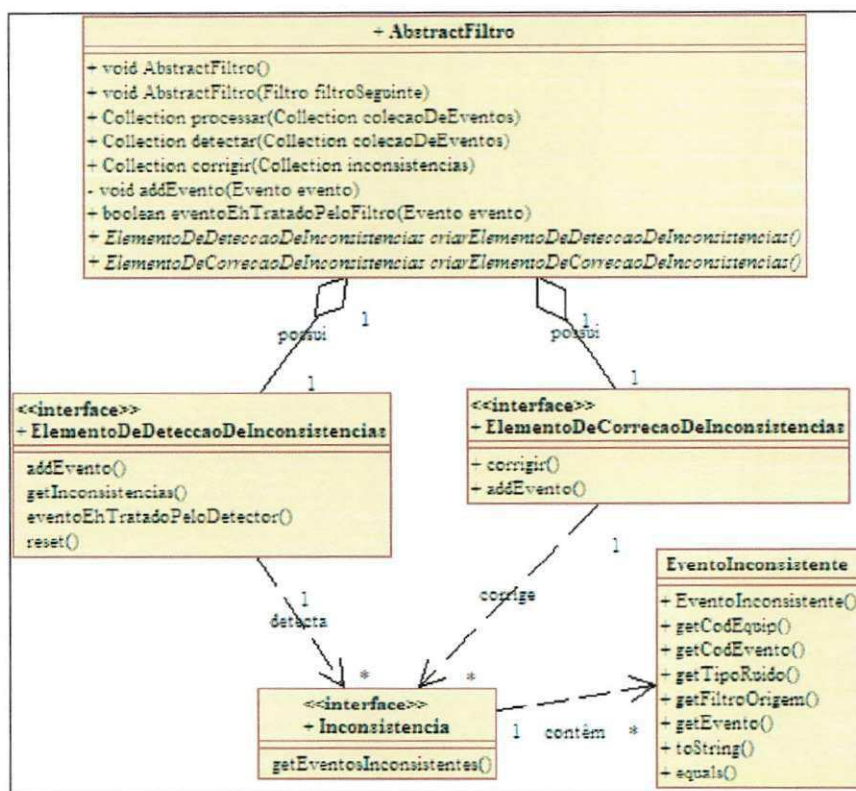 + AbstractFiltro
+ void AbstractFiltro()
+ void AbstractFiltro(Filtro filtroSeguinte)
+ Collection processar(Collection colecaoDeEventos)
+ Collection detectar(Collection colecaoDeEventos)
+ Collection corrigir(Collection inconsistencias)
- void addEvento(Evento evento)
+ boolean eventoEhTratadoPeloFiltro(Evento evento)
+ ElementoDeDeteccaoDeInconsistencias criarElementoDeDeteccaoDeInconsistencias()
+ ElementoDeCorrecaoDeInconsistencias criarElementoDeCorrecaoDeInconsistencias()
1
possui
1
1
possui
1
<<interface>>
+ ElementoDeDeteccaoDeInconsistencias
addEvento()
getInconsistencias()
eventoEhTratadoPeloDetector()
reset()
<<interface>>
+ ElementoDeCorrecaoDeInconsistencias
+ corrigir()
+ addEvento()
1
detecta
*
1
corrige
*
<<interface>>
+ Inconsistencia
getEventosInconsistentes()
1 contêm *
EventoInconsistente
+ EventoInconsistente()
+ getCodEquip()
+ getCodEvento()
+ getTipoRuido()
+ getFiltroOrigem()
+ getEvento()
+ toString()
+ equals()